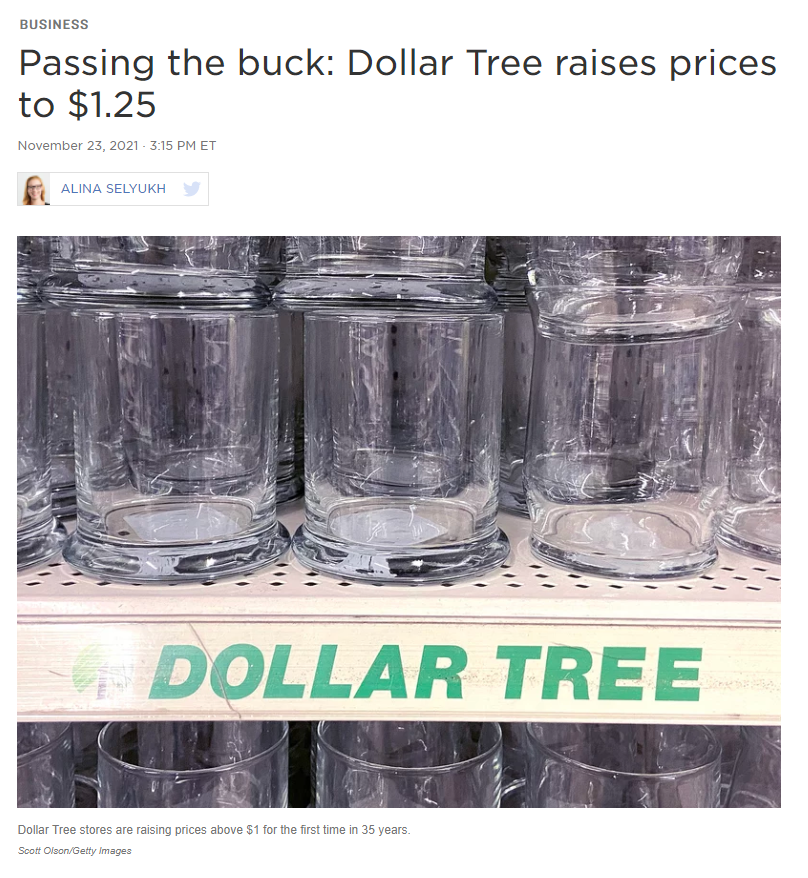 BUSINESS
Passing the buck: Dollar Tree raises prices
to $1.25
November 23, 2021 · 3:15 PM ET
ALINA SELYUKH
DOLLAR TREE
Dollar Tree stores are raising prices above $1 for the first time in 35 years.
Scott Olson/Getty Images